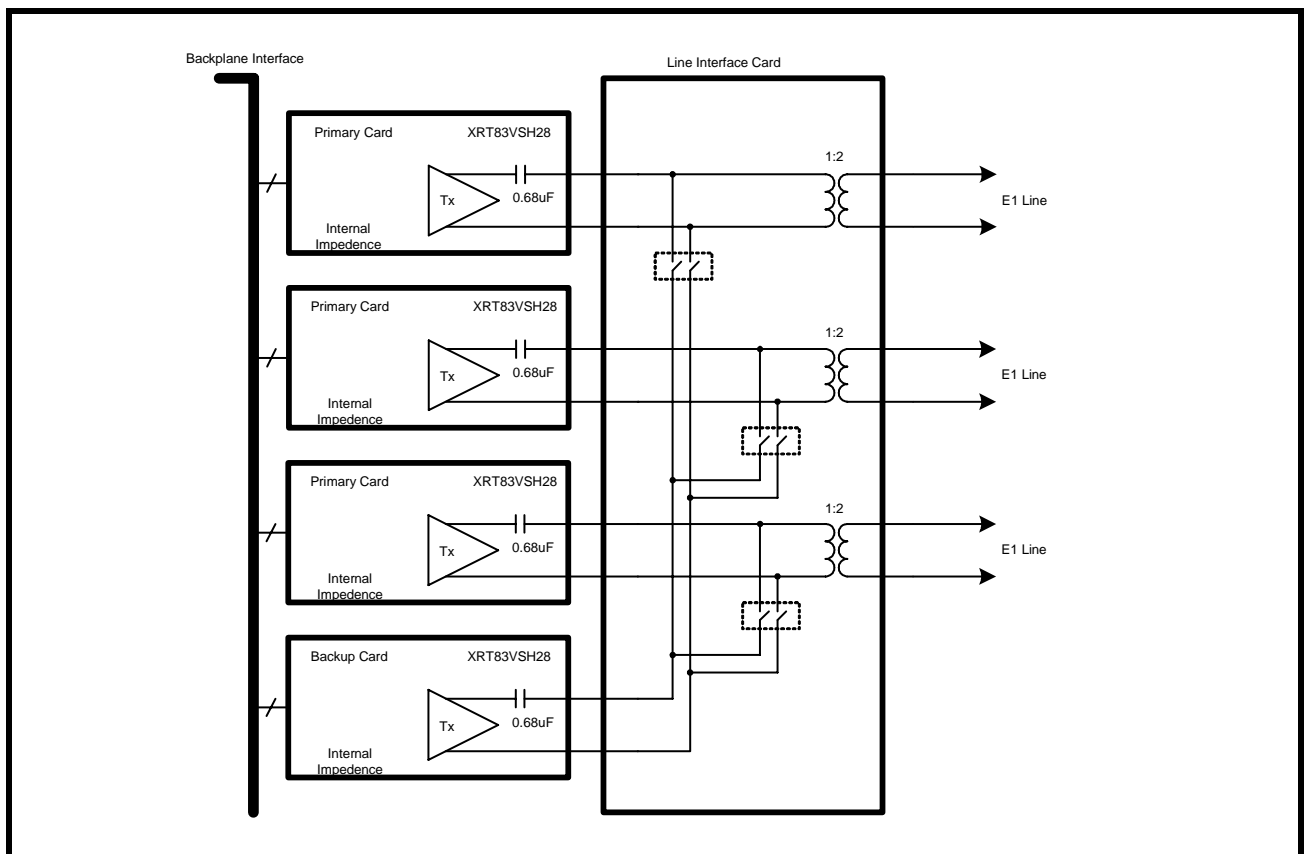 Backplane Interface
Line Interface Card
Primary Card XRT83VSH28
Tx
0.68uF
Internal
Impedence
1:2
E1 Line
Primary Card XRT83VSH28
Tx
0.68uF
Internal
Impedence
1:2
E1 Line
Primary Card XRT83VSH28
Tx
0.68uF
Internal
Impedence
1:2
E1 Line
Backup Card XRT83VSH28
Tx
0.68uF
Internal
Impedence